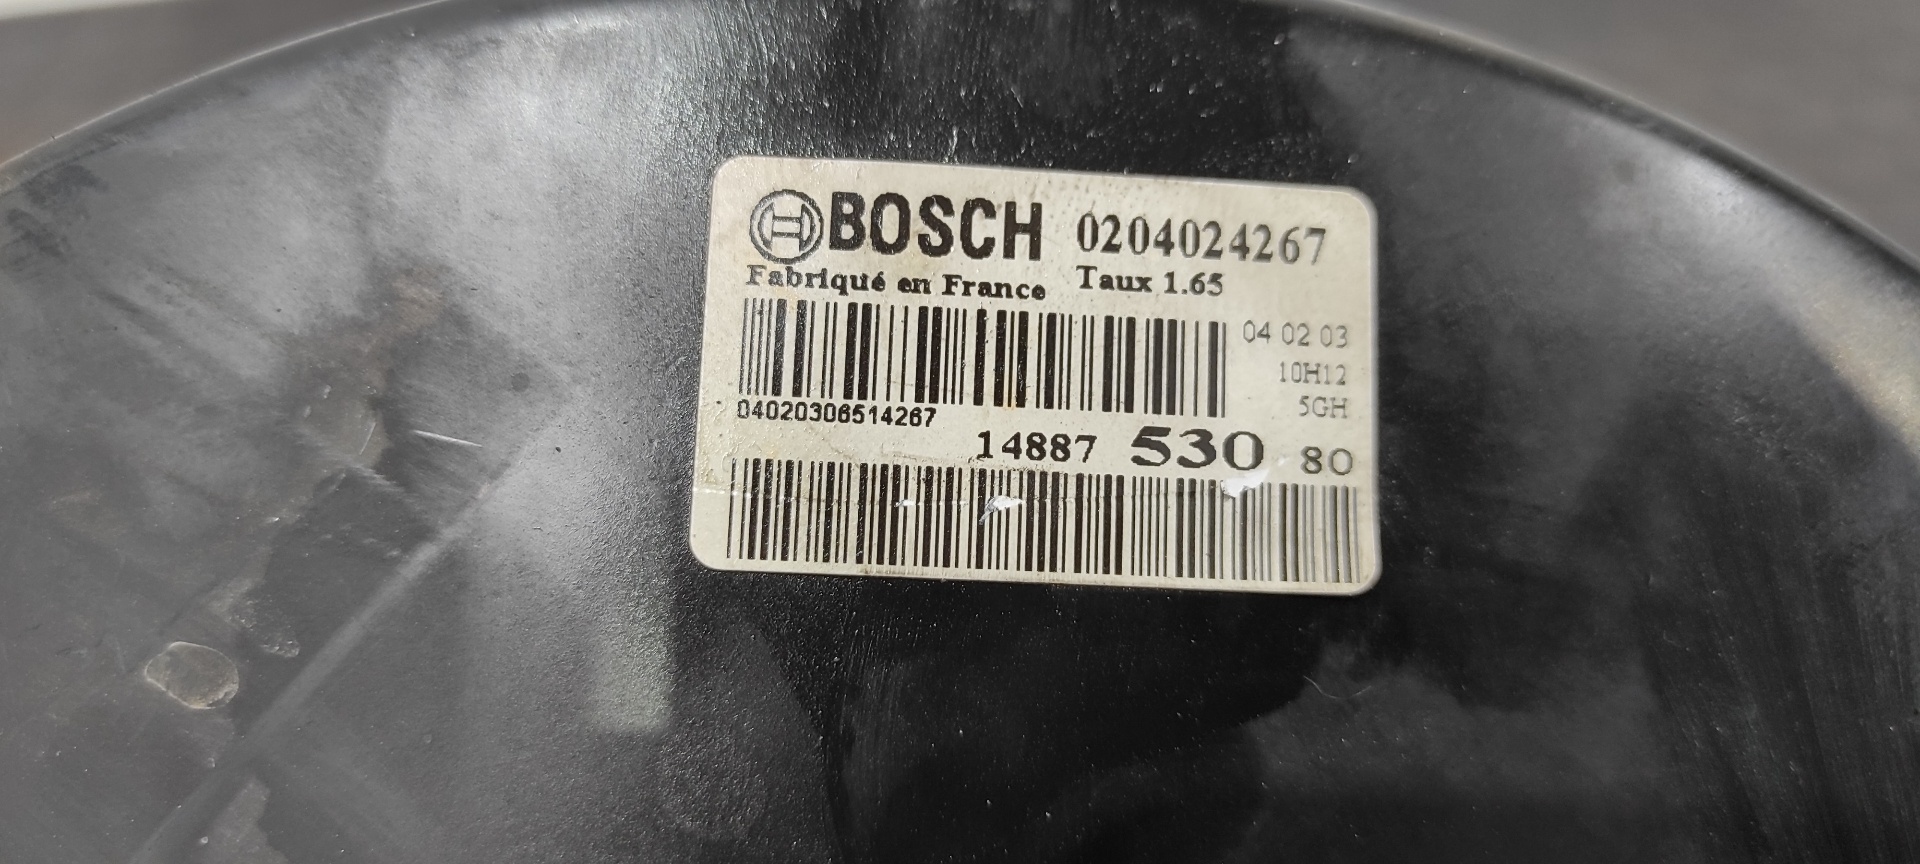 BOSCH 0204024267
Fabriqué en France Taux 1.65
04 02 03
10H12
5GH
04020306514267
14887 530 80